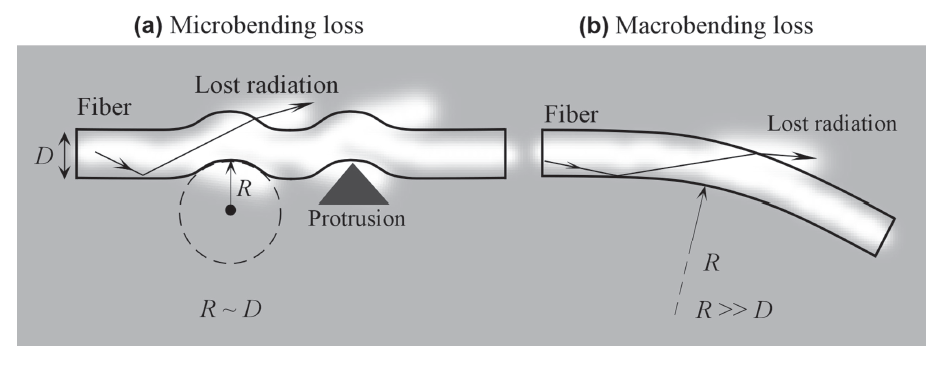 (a) Microbending loss
(b) Macrobending loss
Lost radiation
Fiber
D
R
Protrusion
R ~ D
Fiber
Lost radiation
R
R >> D